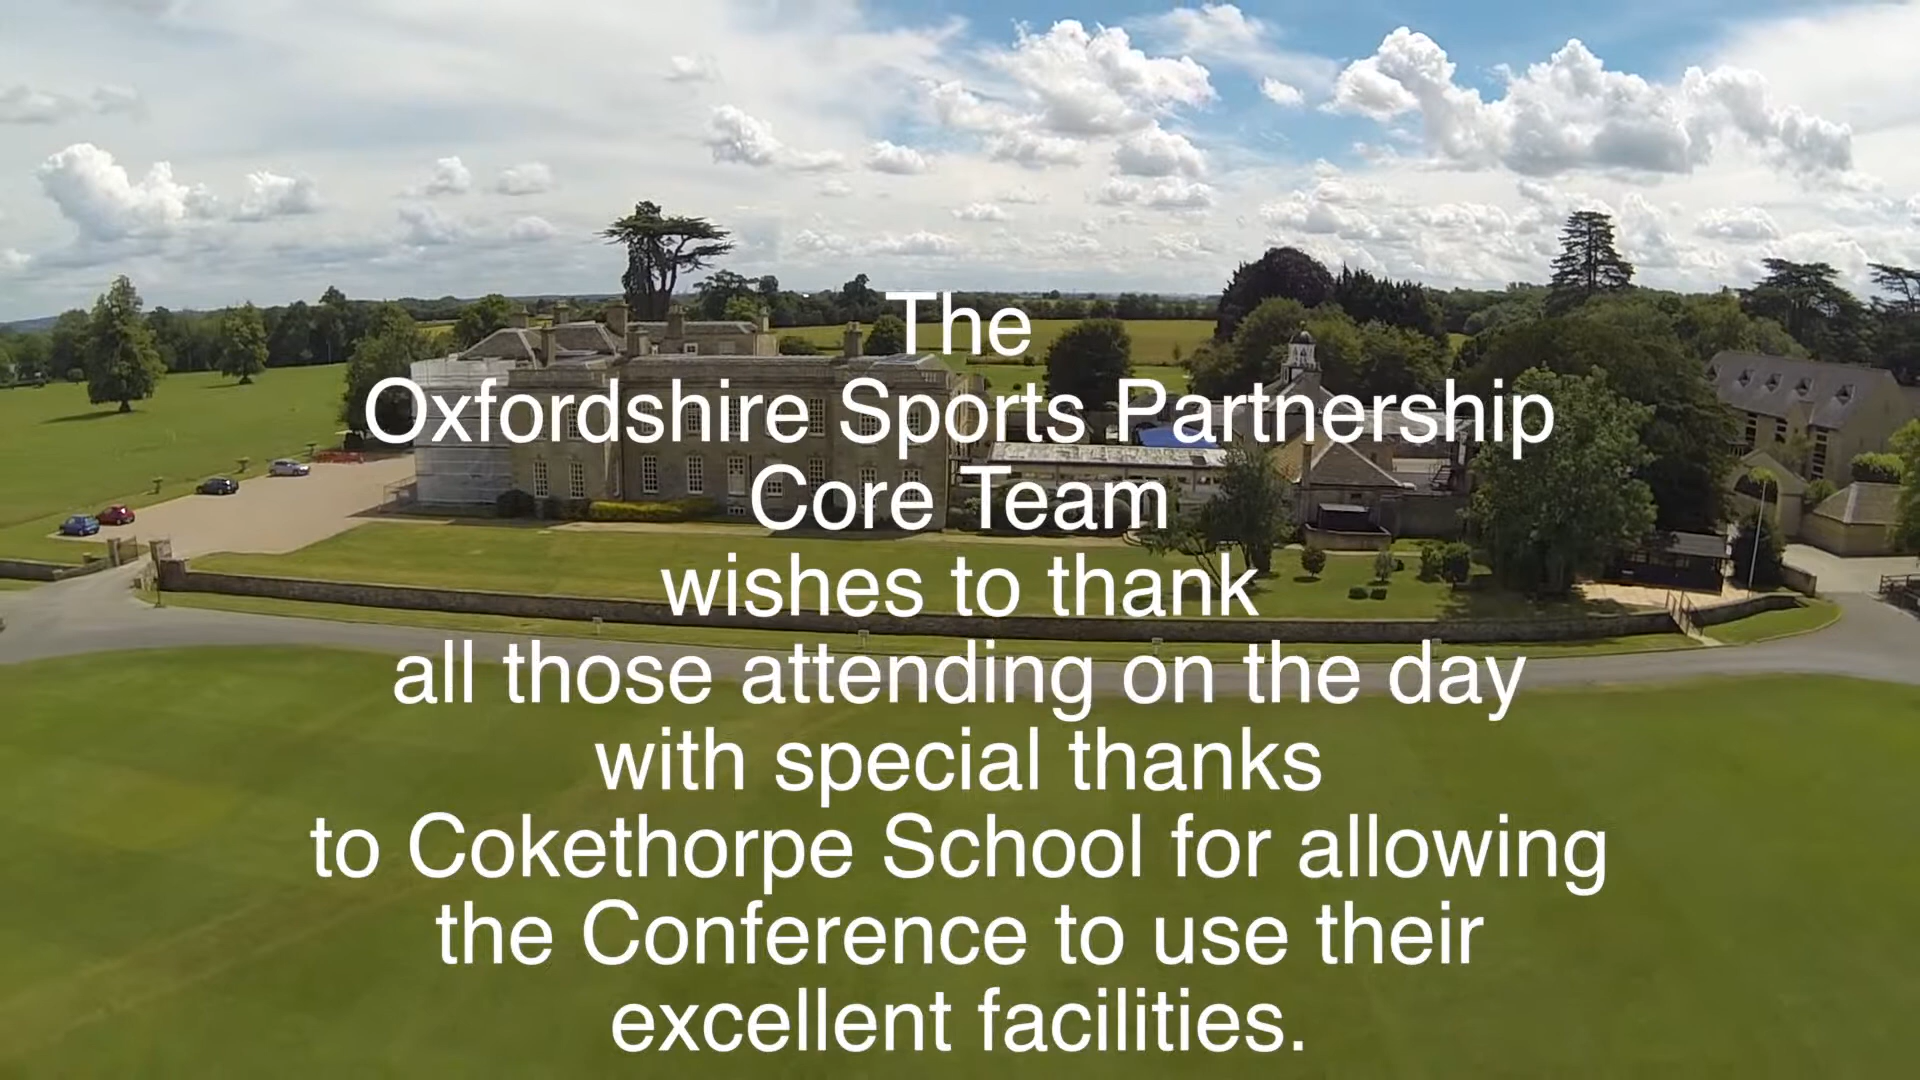 The
Oxfordshire Sports Partnership
Core Team
wishes to thank
all those attending on the day
with special thanks
to Cokethorpe School for allowing
the Conference to use their
excellent facilities.